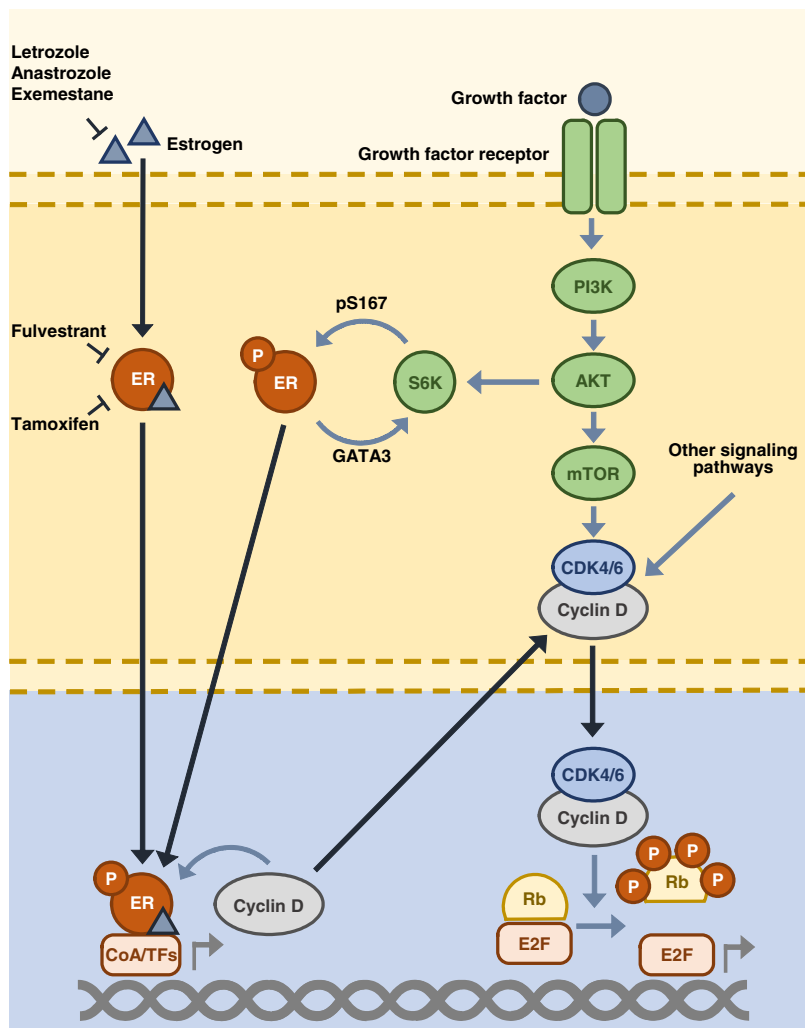 Letrozole
Anastrozole
Exemestane
Estrogen
Growth factor
Growth factor receptor
PI3K
pS167
Fulvestrant
P
ER
ER
S6K
AKT
Tamoxifen
GATA3
mTOR
Other signaling
pathways
CDK4/6
Cyclin D
CDK4/6
Cyclin D
P
ER
CoA/TFs
Cyclin D
Rb
E2F
P
P
P
P
Rb
E2F